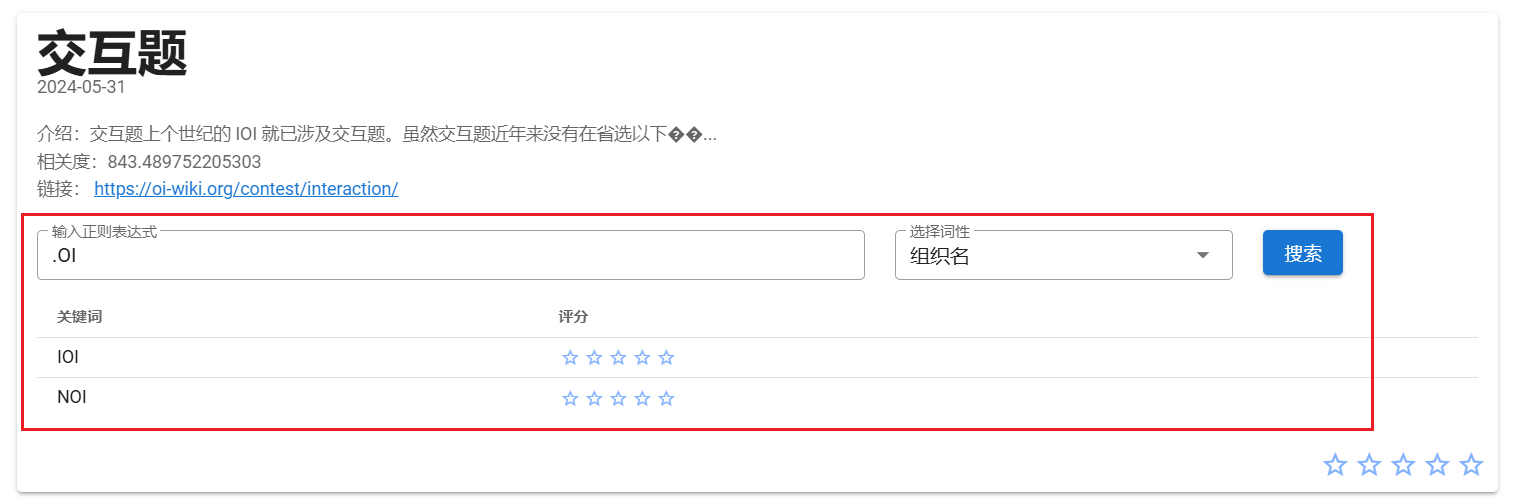 交互题
2024-05-31
介绍：交互题上个世纪的 IOI 就已涉及交互题。虽然交互题近年来没有在省选以下��...
相关度：843.489752205303
链接： https://oi-wiki.org/contest/interaction/
输入正则表达式
.OI
选择词性
组织名
搜索
关键词 评分
IOI
NOI